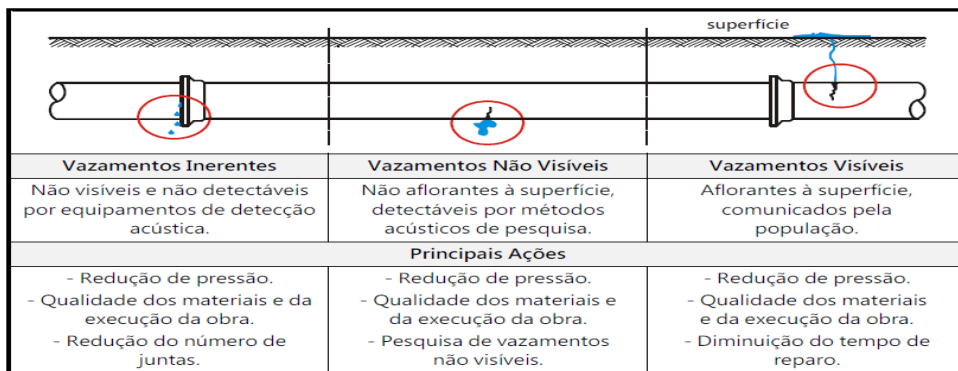 superfície
Vazamentos Inerentes
Não visíveis e não detectáveis
por equipamentos de detecção
acústica.
Vazamentos Não Visíveis
Não aflorantes à superfície,
detectáveis por métodos
acústicos de pesquisa.
Vazamentos Visíveis
Aflorantes à superfície,
comunicados pela
população.
Principais Ações
- Redução de pressão.
- Qualidade dos materiais e da
execução da obra.
- Redução do número de
juntas.
- Redução de pressão.
- Qualidade dos materiais e
da execução da obra.
- Pesquisa de vazamentos
não visíveis.
- Redução de pressão.
- Qualidade dos materiais
e da execução da obra.
- Diminuição do tempo de
reparo.